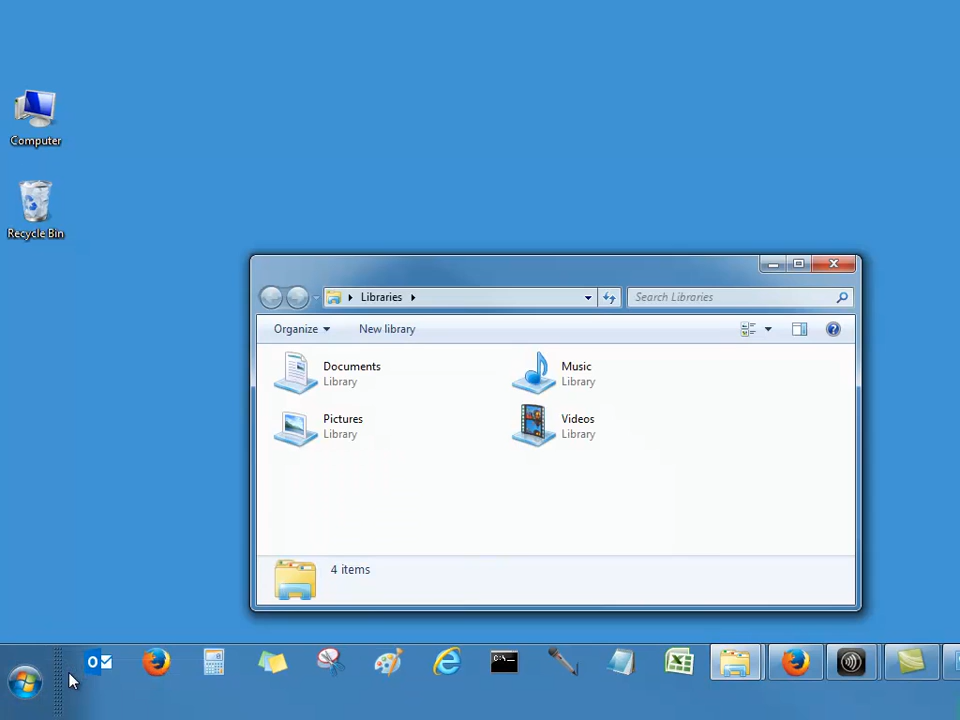 Computer
Recycle Bin
Libraries
Search Libraries
Organize
New library
Documents
Library
Music
Library
Pictures
Library
Videos
Library
4 items
O
C:\_